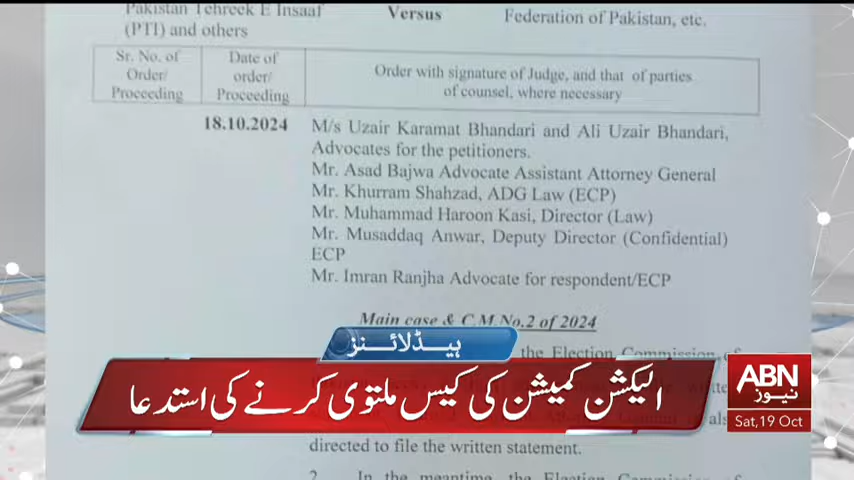 Pakistan Tehreek E Insaaf
(PTI) and others
Versus
Federation of Pakistan, etc.
Sr. No. of
Order/
Proceeding
Date of
order/
Proceeding
Order with signature of Judge, and that of parties
of counsel, where necessary
18.10.2024
M/s Uzair Karamat Bhandari and Ali Uzair Bhandari,
Advocates for the petitioners.
Mr. Asad Bajwa Advocate Assistant Attorney General
Mr. Khurram Shahzad, ADG Law (ECP)
Mr. Muhammad Haroon Kasi, Director (Law)
Mr. Musaddaq Anwar, Deputy Director (Confidential)
ECP
Mr. Imran Ranjha Advocate for respondent/ECP
Main case & C.M.No.2 of 2024
the Election Commission of
directed to file the written statement.
2. In the meantime, the Election Commission of
ہیڈلائنز
الیکشن کمیشن کی کیس ملتوی کرنے کی استدعا
ABN
نیوز
Sat,19 Oct